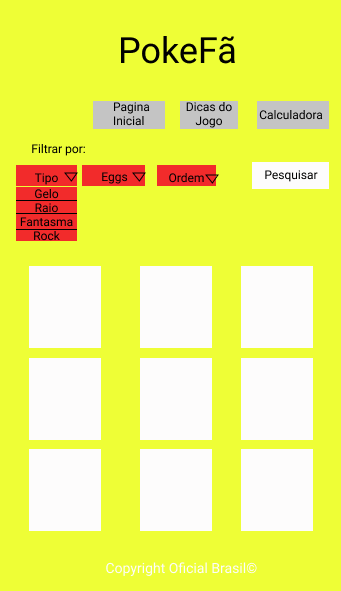 PokeFã
Pagina
Inicial
Dicas do
Jogo
Calculadora
Filtrar por:
Tipo
Eggs
Ordem
Pesquisar
Gelo
Raio
Fantasma
Rock
Copyright Oficial Brasil©